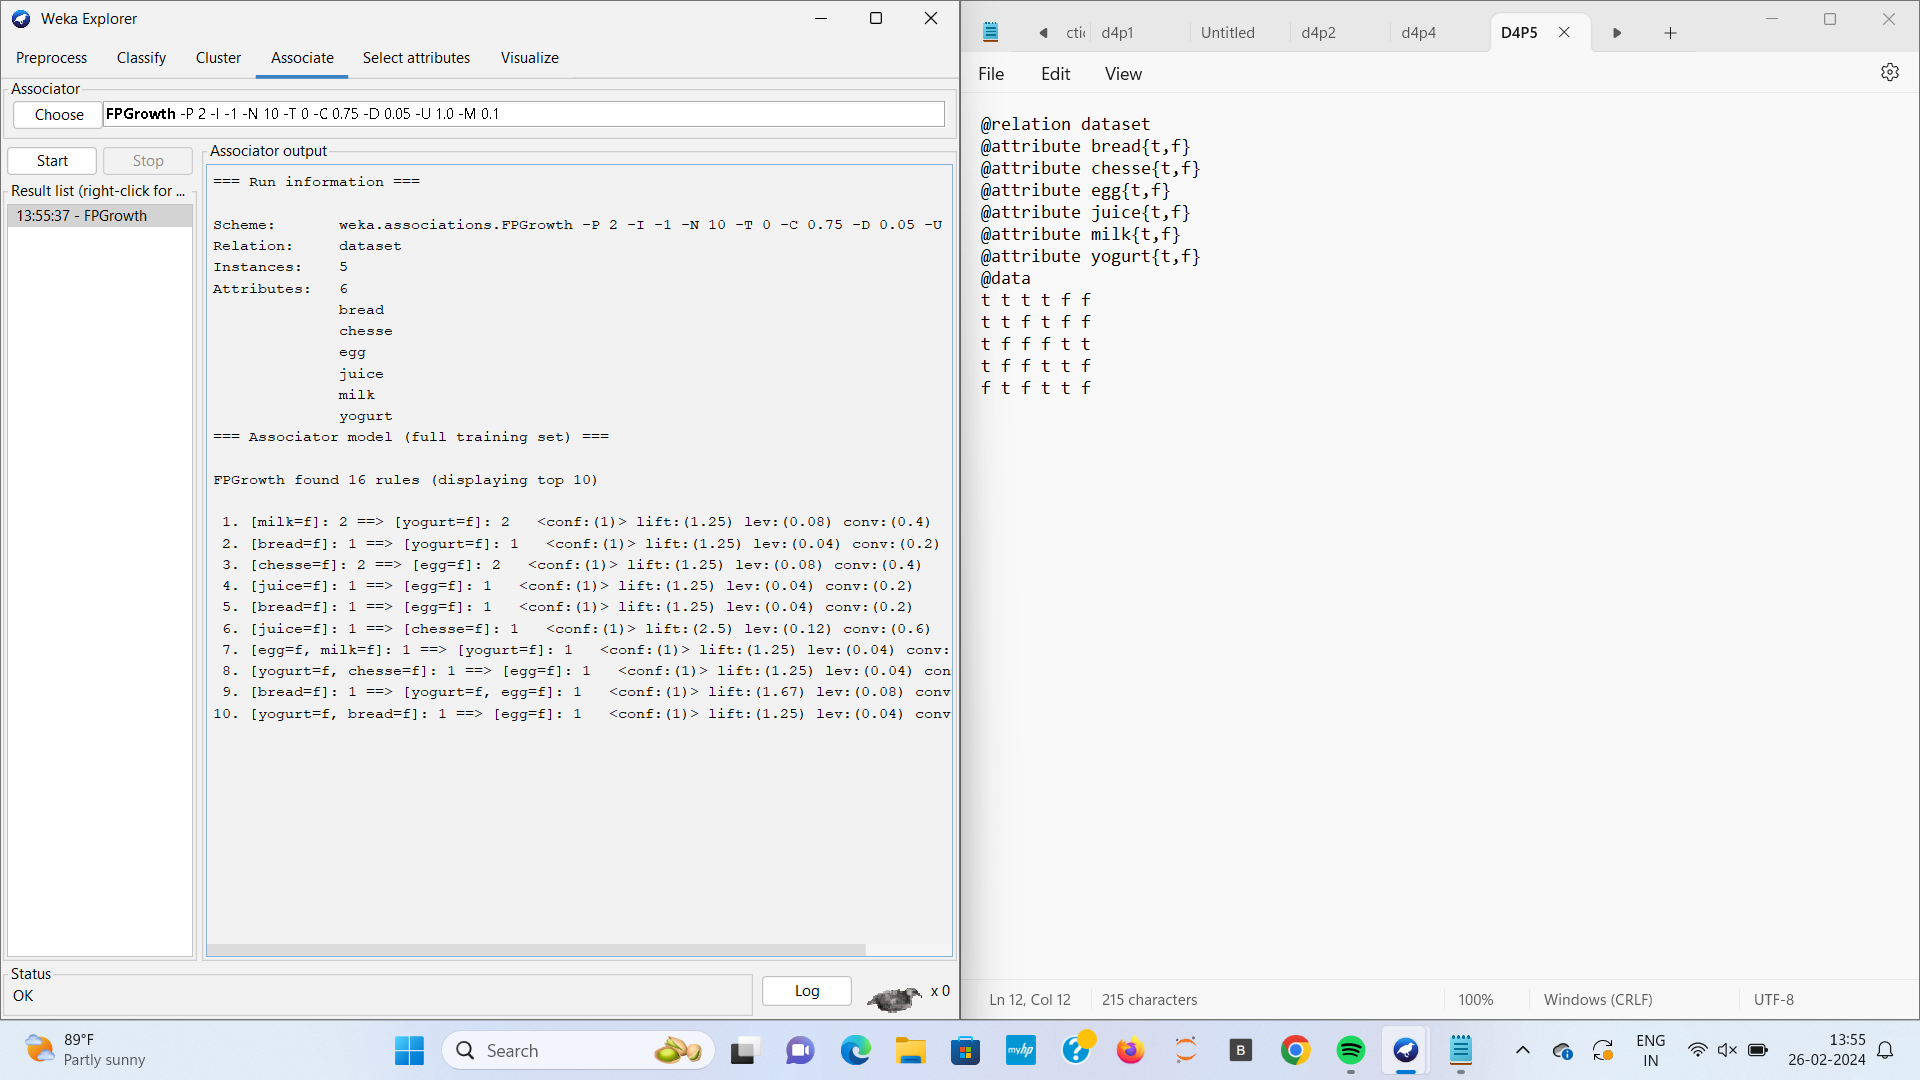 Weka Explorer
Preprocess Classify Cluster Associate Select attributes Visualize
Associator
Choose FPGrowth -P 2 -I -1 -N 10 -T 0 -C 0.75 -D 0.05 -U 1.0 -M 0.1
Start Stop
Result list (right-click for ...
13:55:37 - FPGrowth
Associator output
=== Run information ===
Scheme: weka.associations.FPGrowth -P 2 -I -1 -N 10 -T 0 -C 0.75 -D 0.05 -U
Relation: dataset
Instances: 5
Attributes: 6
bread
chesse
egg
juice
milk
yogurt
=== Associator model (full training set) ===
FPGrowth found 16 rules (displaying top 10)
1. [milk=f]: 2 ==> [yogurt=f]: 2 <conf:(1)> lift:(1.25) lev:(0.08) conv:(0.4)
2. [bread=f]: 1 ==> [yogurt=f]: 1 <conf:(1)> lift:(1.25) lev:(0.04) conv:(0.2)
3. [chesse=f]: 2 ==> [egg=f]: 2 <conf:(1)> lift:(1.25) lev:(0.08) conv:(0.4)
4. [juice=f]: 1 ==> [egg=f]: 1 <conf:(1)> lift:(1.25) lev:(0.04) conv:(0.2)
5. [bread=f]: 1 ==> [egg=f]: 1 <conf:(1)> lift:(1.25) lev:(0.04) conv:(0.2)
6. [juice=f]: 1 ==> [chesse=f]: 1 <conf:(1)> lift:(2.5) lev:(0.12) conv:(0.6)
7. [egg=f, milk=f]: 1 ==> [yogurt=f]: 1 <conf:(1)> lift:(1.25) lev:(0.04) conv:
8. [yogurt=f, chesse=f]: 1 ==> [egg=f]: 1 <conf:(1)> lift:(1.25) lev:(0.04) con
9. [bread=f]: 1 ==> [yogurt=f, egg=f]: 1 <conf:(1)> lift:(1.67) lev:(0.08) conv
10. [yogurt=f, bread=f]: 1 ==> [egg=f]: 1 <conf:(1)> lift:(1.25) lev:(0.04) conv
Status
OK
Log
x 0
ctic d4p1 Untitled d4p2 d4p4 D4P5
File Edit View
@relation dataset
@attribute bread{t,f}
@attribute chesse{t,f}
@attribute egg{t,f}
@attribute juice{t,f}
@attribute milk{t,f}
@attribute yogurt{t,f}
@data
t t t t f f
t t f t f f
t f f f t t
t f f t t f
f t f t t f
Ln 12, Col 12 215 characters 100% Windows (CRLF) UTF-8
89°F
Partly sunny
Search
myhp
B
ENG
IN
13:55
26-02-2024